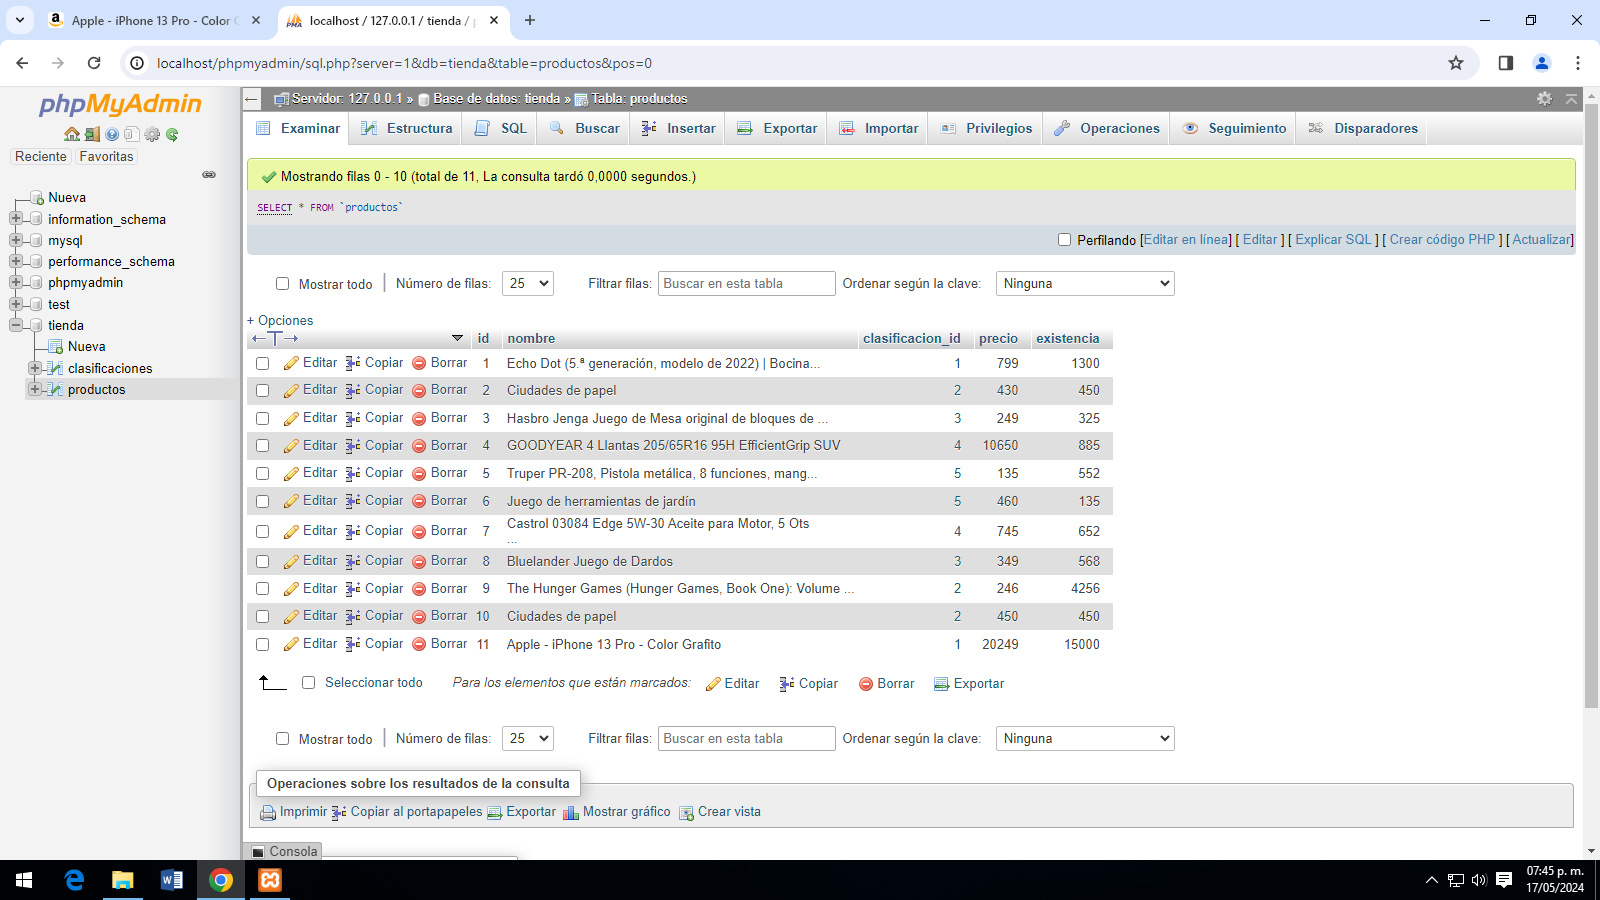 Apple - iPhone 13 Pro - Color G
localhost / 127.0.0.1 / tienda / p
localhost/phpmyadmin/sql.php?server=1&db=tienda&table=productos&pos=0
phpMyAdmin
Reciente Favoritas
Nueva
information_schema
mysql
performance_schema
phpmyadmin
test
tienda
Nueva
clasificaciones
productos
Servidor: 127.0.0.1 » Base de datos: tienda » Tabla: productos
Examinar Estructura SQL Buscar Insertar Exportar Importar Privilegios Operaciones Seguimiento Disparadores
Mostrando filas 0 - 10 (total de 11, La consulta tardó 0,0000 segundos.)
SELECT * FROM `productos`
Perfilando [Editar en línea] [ Editar ] [ Explicar SQL ] [ Crear código PHP ] [ Actualizar]
Mostrar todo Número de filas: 25 Filtrar filas: Buscar en esta tabla Ordenar según la clave: Ninguna
+ Opciones
←T→ id nombre clasificacion_id precio existencia
Editar Copiar Borrar 1 Echo Dot (5.ª generación, modelo de 2022) | Bocina... 1 799 1300
Editar Copiar Borrar 2 Ciudades de papel 2 430 450
Editar Copiar Borrar 3 Hasbro Jenga Juego de Mesa original de bloques de ... 3 249 325
Editar Copiar Borrar 4 GOODYEAR 4 Llantas 205/65R16 95H EfficientGrip SUV 4 10650 885
Editar Copiar Borrar 5 Truper PR-208, Pistola metálica, 8 funciones, mang... 5 135 552
Editar Copiar Borrar 6 Juego de herramientas de jardín 5 460 135
Editar Copiar Borrar 7 Castrol 03084 Edge 5W-30 Aceite para Motor, 5 Ots 4 745 652
...
Editar Copiar Borrar 8 Bluelander Juego de Dardos 3 349 568
Editar Copiar Borrar 9 The Hunger Games (Hunger Games, Book One): Volume ... 2 246 4256
Editar Copiar Borrar 10 Ciudades de papel 2 450 450
Editar Copiar Borrar 11 Apple - iPhone 13 Pro - Color Grafito 1 20249 15000
Seleccionar todo Para los elementos que están marcados: Editar Copiar Borrar Exportar
Mostrar todo Número de filas: 25 Filtrar filas: Buscar en esta tabla Ordenar según la clave: Ninguna
Operaciones sobre los resultados de la consulta
Imprimir Copiar al portapapeles Exportar Mostrar gráfico Crear vista
Consola
07:45 p. m.
17/05/2024